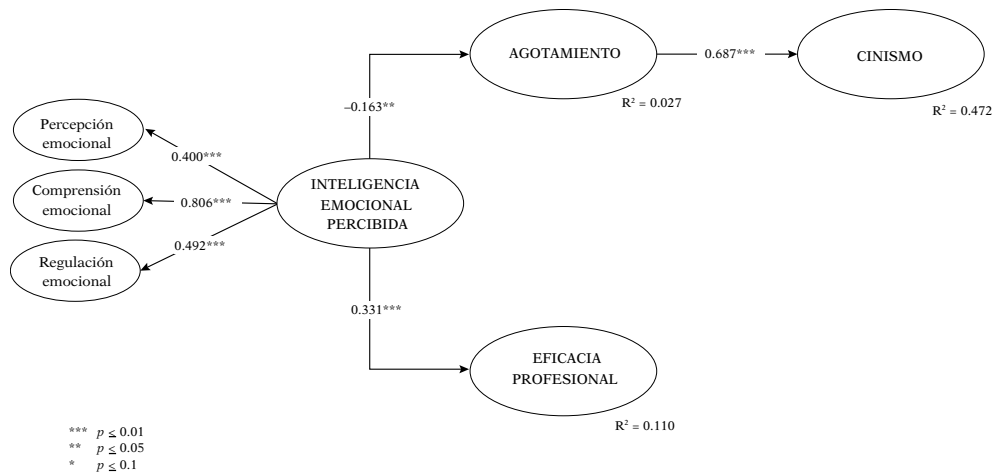 AGOTAMIENTO
0.687***
CINISMO
R² = 0.027
R² = 0.472
–0.163**
Percepción
emocional
0.400***
Comprensión
emocional
0.806***
INTELIGENCIA
EMOCIONAL
PERCIBIDA
0.492***
Regulación
emocional
0.331***
EFICACIA
PROFESIONAL
R² = 0.110
*** p ≤ 0.01
** p ≤ 0.05
* p ≤ 0.1